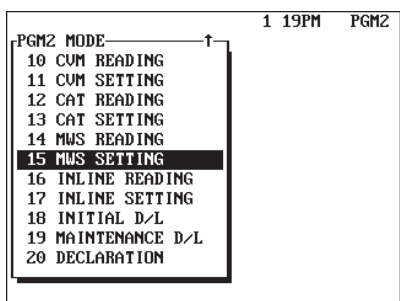 1 19PM PGM2
PGM2 MODE ↑
10 CVM READING
11 CVM SETTING
12 CAT READING
13 CAT SETTING
14 MWS READING
15 MWS SETTING
16 INLINE READING
17 INLINE SETTING
18 INITIAL D/L
19 MAINTENANCE D/L
20 DECLARATION